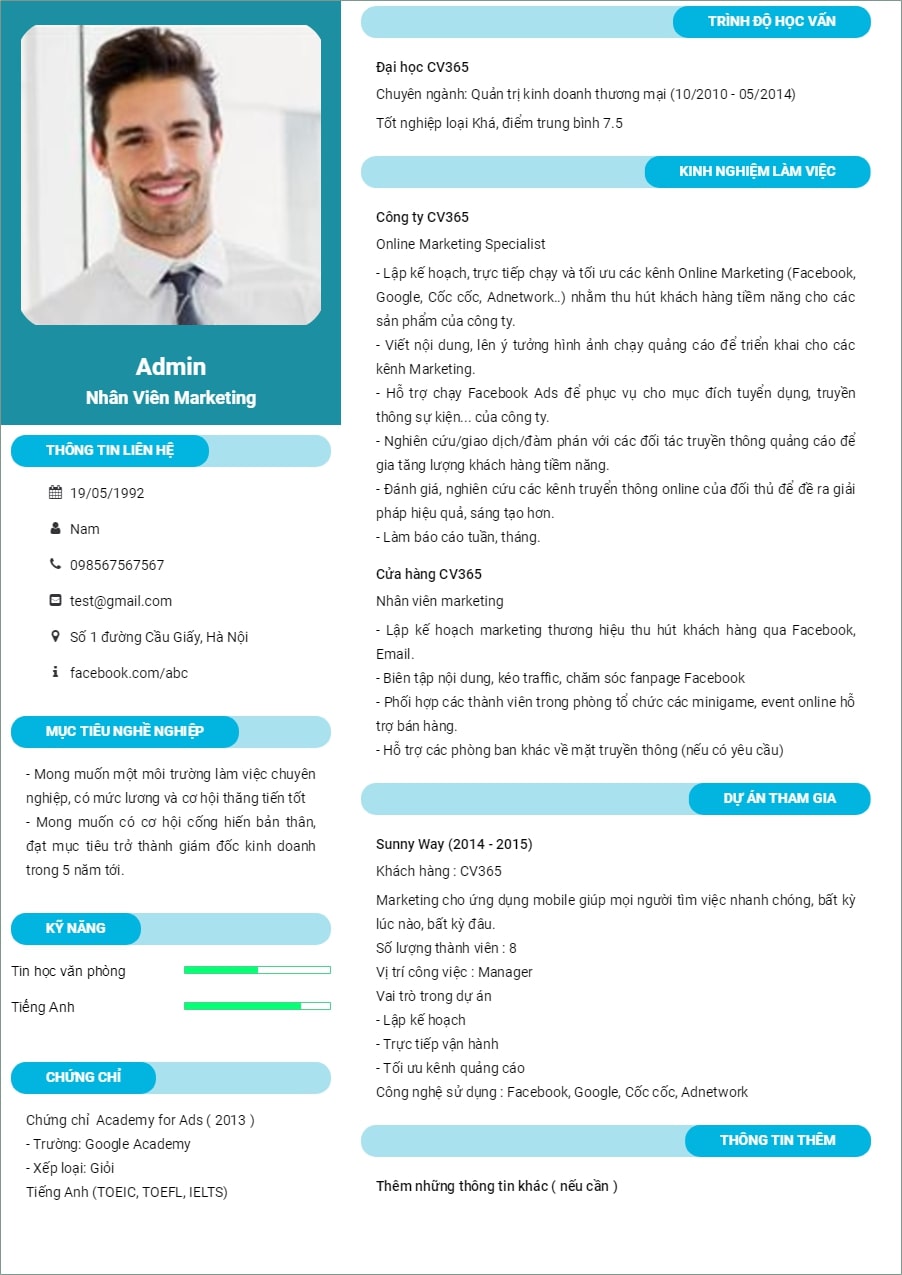 Admin
Nhân Viên Marketing
THÔNG TIN LIÊN HỆ
19/05/1992
Nam
098567567567
test@gmail.com
Số 1 đường Cầu Giấy, Hà Nội
facebook.com/abc
MỤC TIÊU NGHỀ NGHIỆP
- Mong muốn một môi trường làm việc chuyên
nghiệp, có mức lương và cơ hội thăng tiến tốt
- Mong muốn có cơ hội cống hiến bản thân,
đạt mục tiêu trở thành giám đốc kinh doanh
trong 5 năm tới.
KỸ NĂNG
Tin học văn phòng
Tiếng Anh
CHỨNG CHỈ
Chứng chỉ Academy for Ads ( 2013 )
- Trường: Google Academy
- Xếp loại: Giỏi
Tiếng Anh (TOEIC, TOEFL, IELTS)
TRÌNH ĐỘ HỌC VẤN
Đại học CV365
Chuyên ngành: Quản trị kinh doanh thương mại (10/2010 - 05/2014)
Tốt nghiệp loại Khá, điểm trung bình 7.5
KINH NGHIỆM LÀM VIỆC
Công ty CV365
Online Marketing Specialist
- Lập kế hoạch, trực tiếp chạy và tối ưu các kênh Online Marketing (Facebook,
Google, Cốc cốc, Adnetwork..) nhằm thu hút khách hàng tiềm năng cho các
sản phẩm của công ty.
- Viết nội dung, lên ý tưởng hình ảnh chạy quảng cáo để triển khai cho các
kênh Marketing.
- Hỗ trợ chạy Facebook Ads để phục vụ cho mục đích tuyển dụng, truyền
thông sự kiện... của công ty.
- Nghiên cứu/giao dịch/đàm phán với các đối tác truyền thông quảng cáo để
gia tăng lượng khách hàng tiềm năng.
- Đánh giá, nghiên cứu các kênh truyển thông online của đối thủ để đề ra giải
pháp hiệu quả, sáng tạo hơn.
- Làm báo cáo tuần, tháng.
Cửa hàng CV365
Nhân viên marketing
- Lập kế hoạch marketing thương hiệu thu hút khách hàng qua Facebook,
Email.
- Biên tập nội dung, kéo traffic, chăm sóc fanpage Facebook
- Phối hợp các thành viên trong phòng tổ chức các minigame, event online hỗ
trợ bán hàng.
- Hỗ trợ các phòng ban khác về mặt truyền thông (nếu có yêu cầu)
DỰ ÁN THAM GIA
Sunny Way (2014 - 2015)
Khách hàng : CV365
Marketing cho ứng dụng mobile giúp mọi người tìm việc nhanh chóng, bất kỳ
lúc nào, bất kỳ đâu.
Số lượng thành viên : 8
Vị trí công việc : Manager
Vai trò trong dự án
- Lập kế hoạch
- Trực tiếp vận hành
- Tối ưu kênh quảng cáo
Công nghệ sử dụng : Facebook, Google, Cốc cốc, Adnetwork
THÔNG TIN THÊM
Thêm những thông tin khác ( nếu cần )